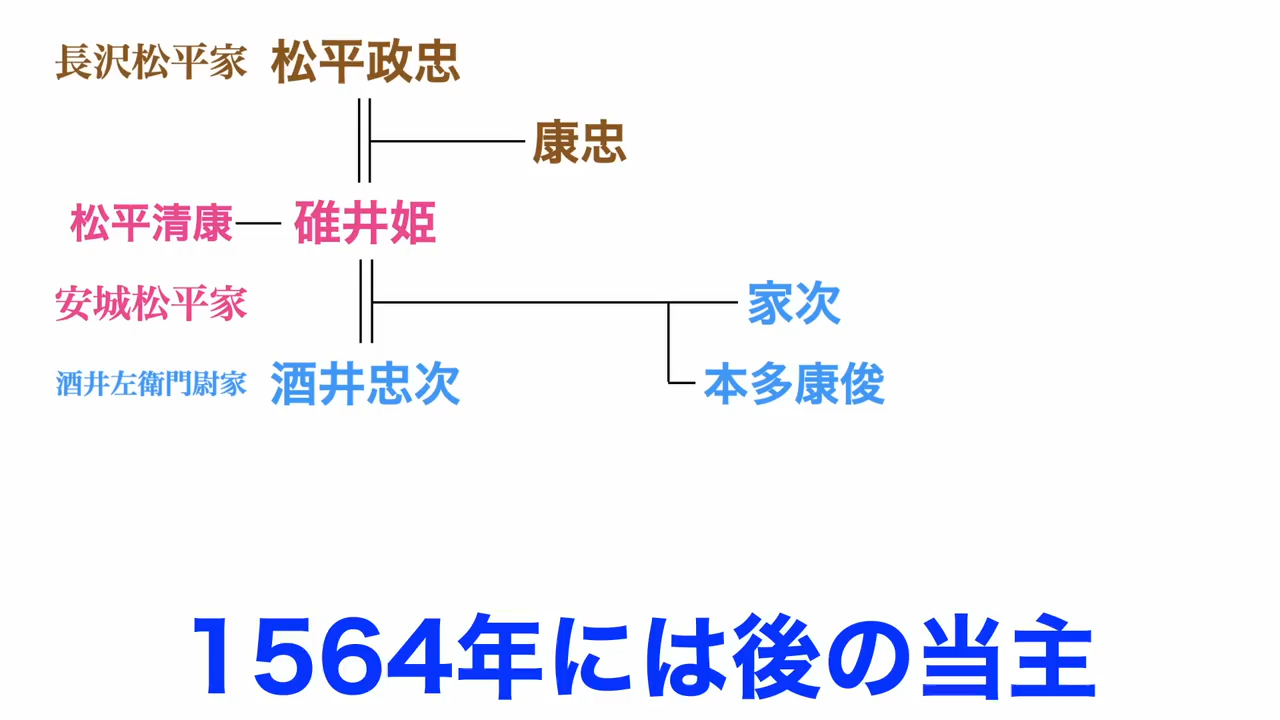 長沢松平家 松平政忠
康忠
松平清康 碓井姫
安城松平家 家次
酒井左衛門尉家 酒井忠次 本多康俊
1564年には後の当主